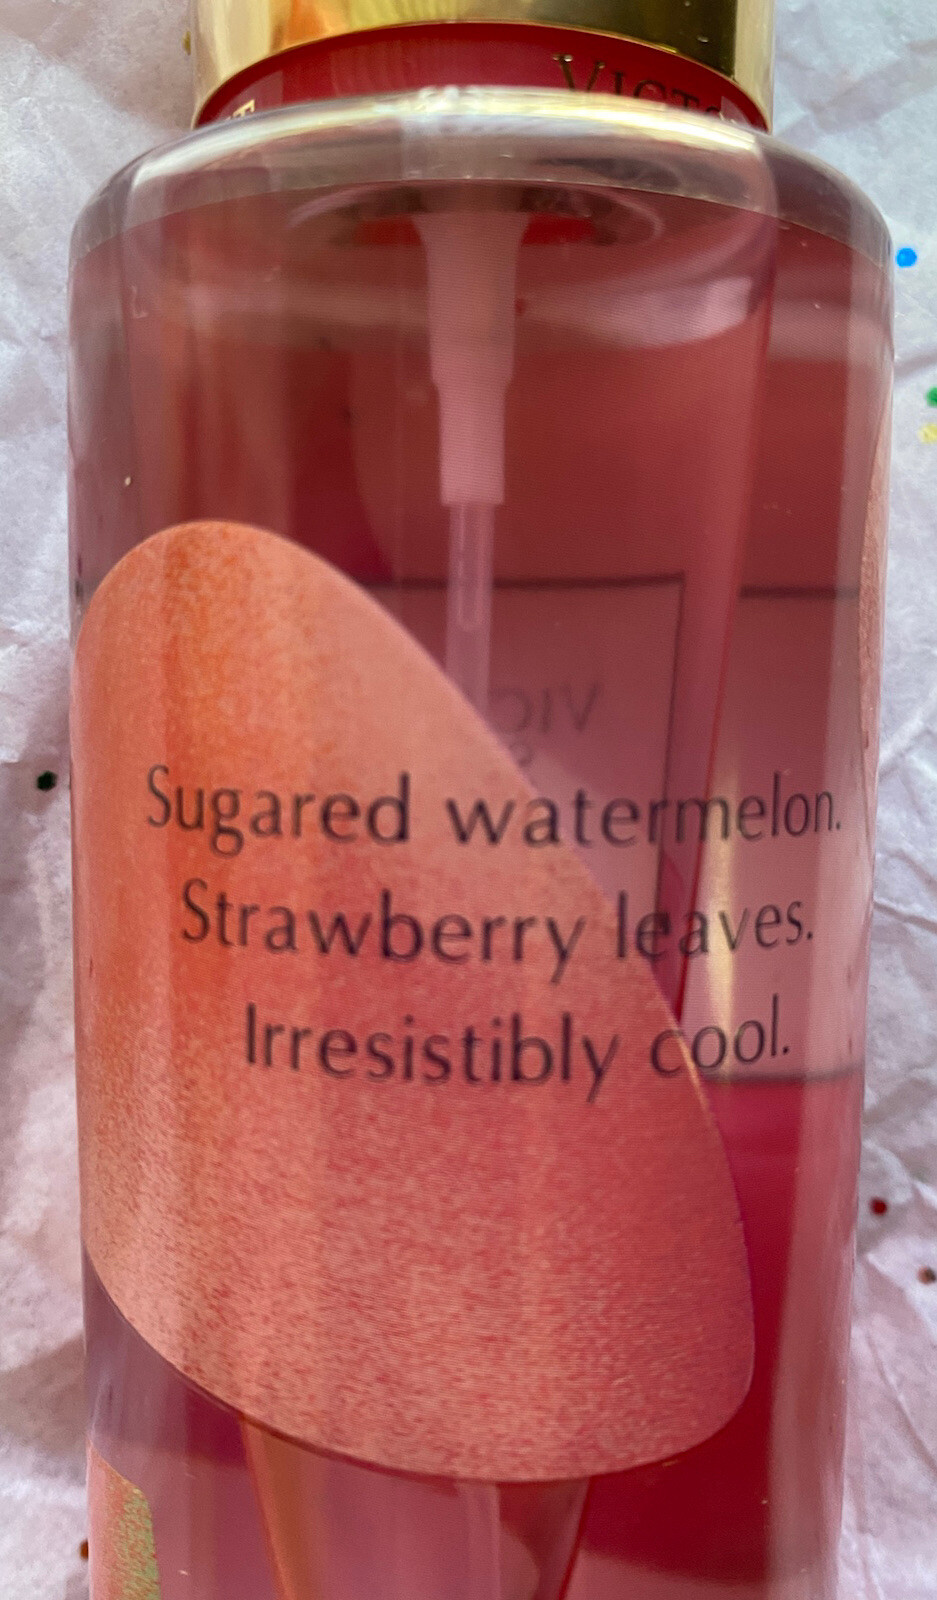 Sugared watermelon.
Strawberry leaves.
Irresistibly cool.